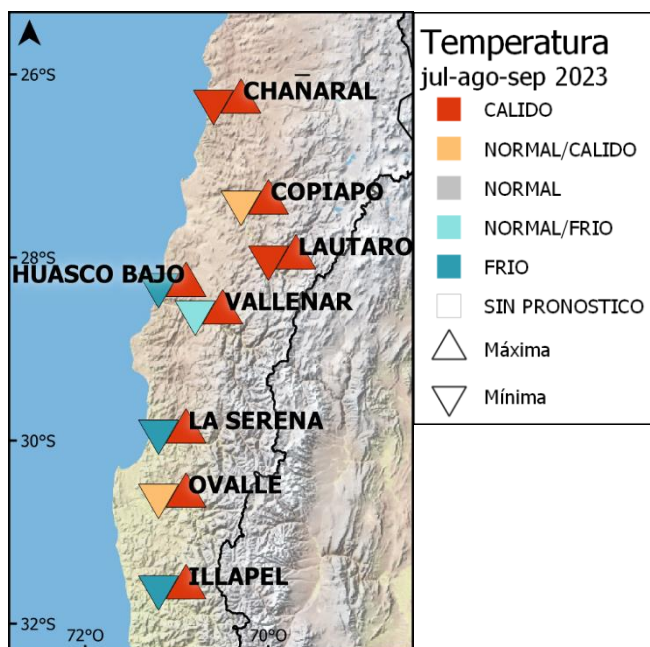 26°S
CHAÑARAL
COPIAPO
28°S
LAUTARO
HUASCO BAJO
VALLENAR
LA SERENA
30°S
OVALLE
ILLAPEL
32°S
72°O
70°O
Temperatura
jul-ago-sep 2023
CALIDO
NORMAL/CALIDO
NORMAL
NORMAL/FRIO
FRIO
SIN PRONOSTICO
Máxima
Mínima